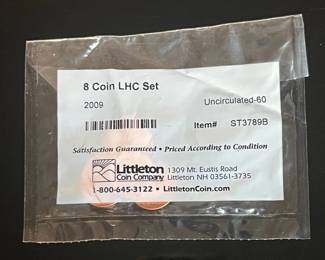 8 Coin LHC Set
2009 Uncirculated-60
Item# ST3789B
Satisfaction Guaranteed • Priced According to Condition
Littleton 1309 Mt. Eustis Road
Coin Company Littleton NH 03561-3735
1-800-645-3122 • LittletonCoin.com